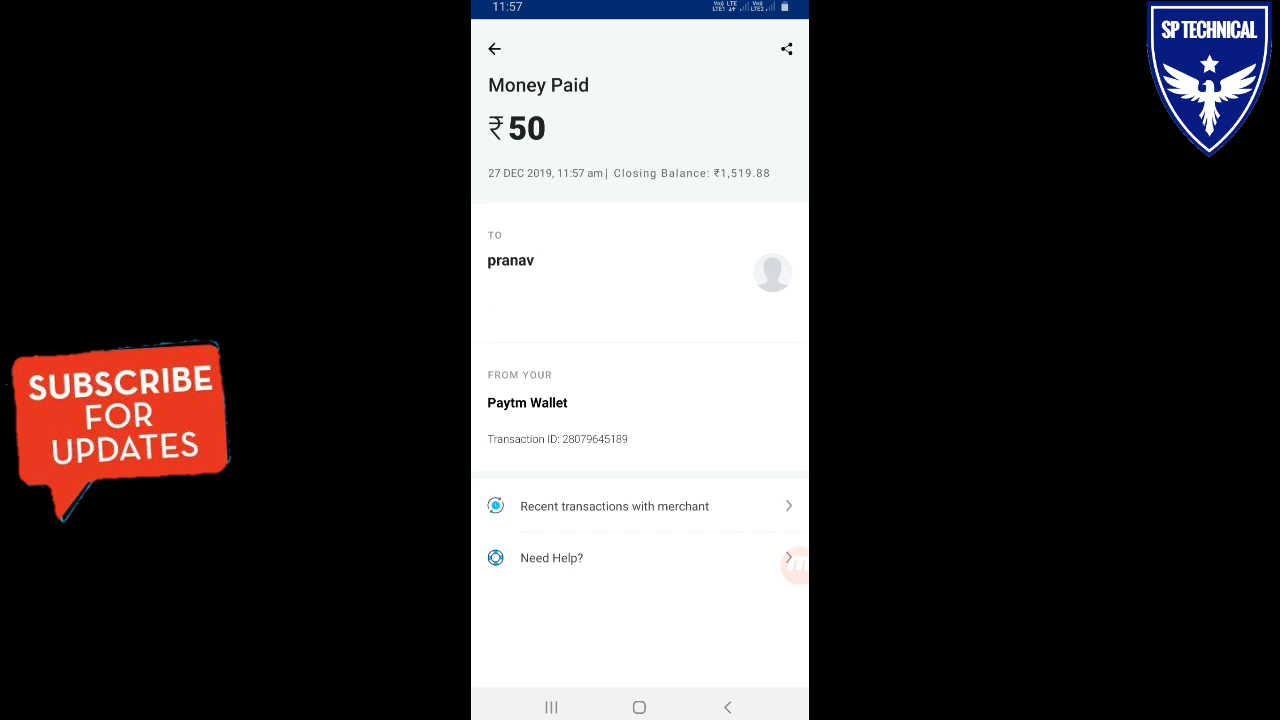 11:57
SP TECHNICAL
Money Paid
₹50
27 DEC 2019, 11:57 am| Closing Balance: ₹1,519.88
TO
pranav
FROM YOUR
Paytm Wallet
Transaction ID: 28079645189
Recent transactions with merchant
Need Help?
SUBSCRIBE
FOR
UPDATES